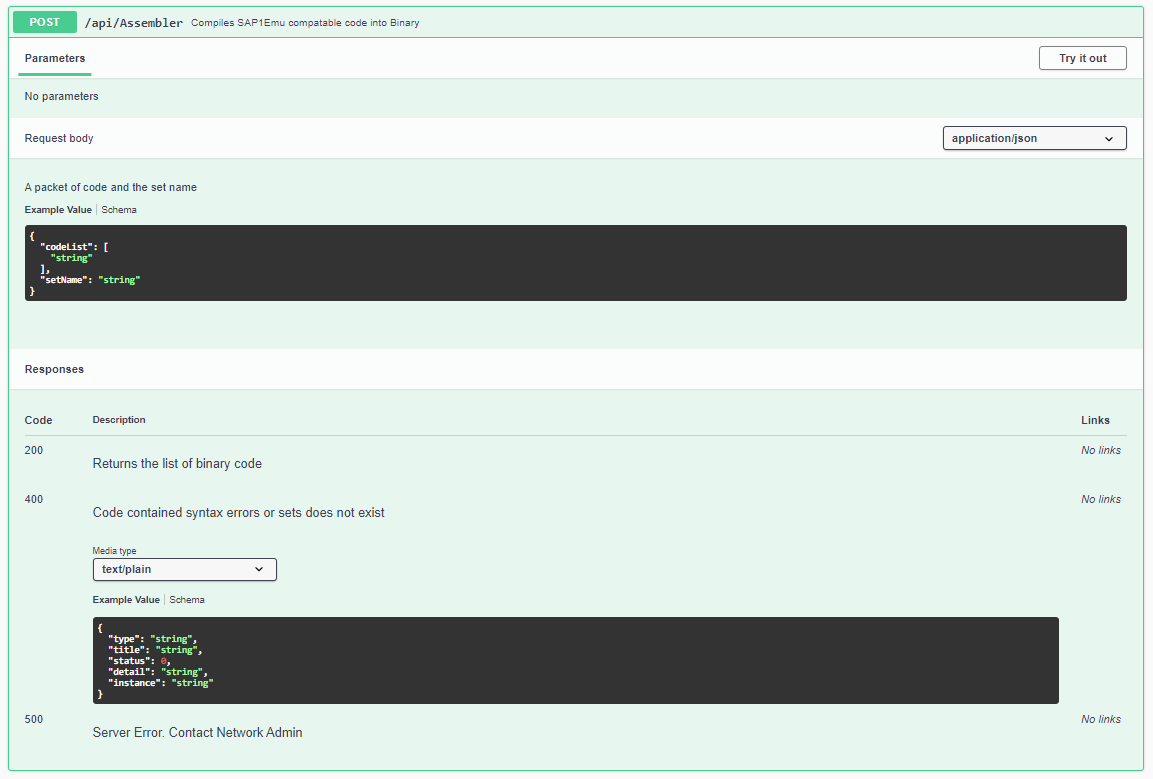 POST /api/Assembler Compiles SAP1Emu compatable code into Binary
Parameters Try it out
No parameters
Request body application/json
A packet of code and the set name
Example Value Schema
{
"codeList": [
"string"
],
"setName": "string"
}
Responses
Code Description Links
200 No links
Returns the list of binary code
400 No links
Code contained syntax errors or sets does not exist
Media type
text/plain
Example Value Schema
{
"type": "string",
"title": "string",
"status": 0,
"detail": "string",
"instance": "string"
}
500 No links
Server Error. Contact Network Admin